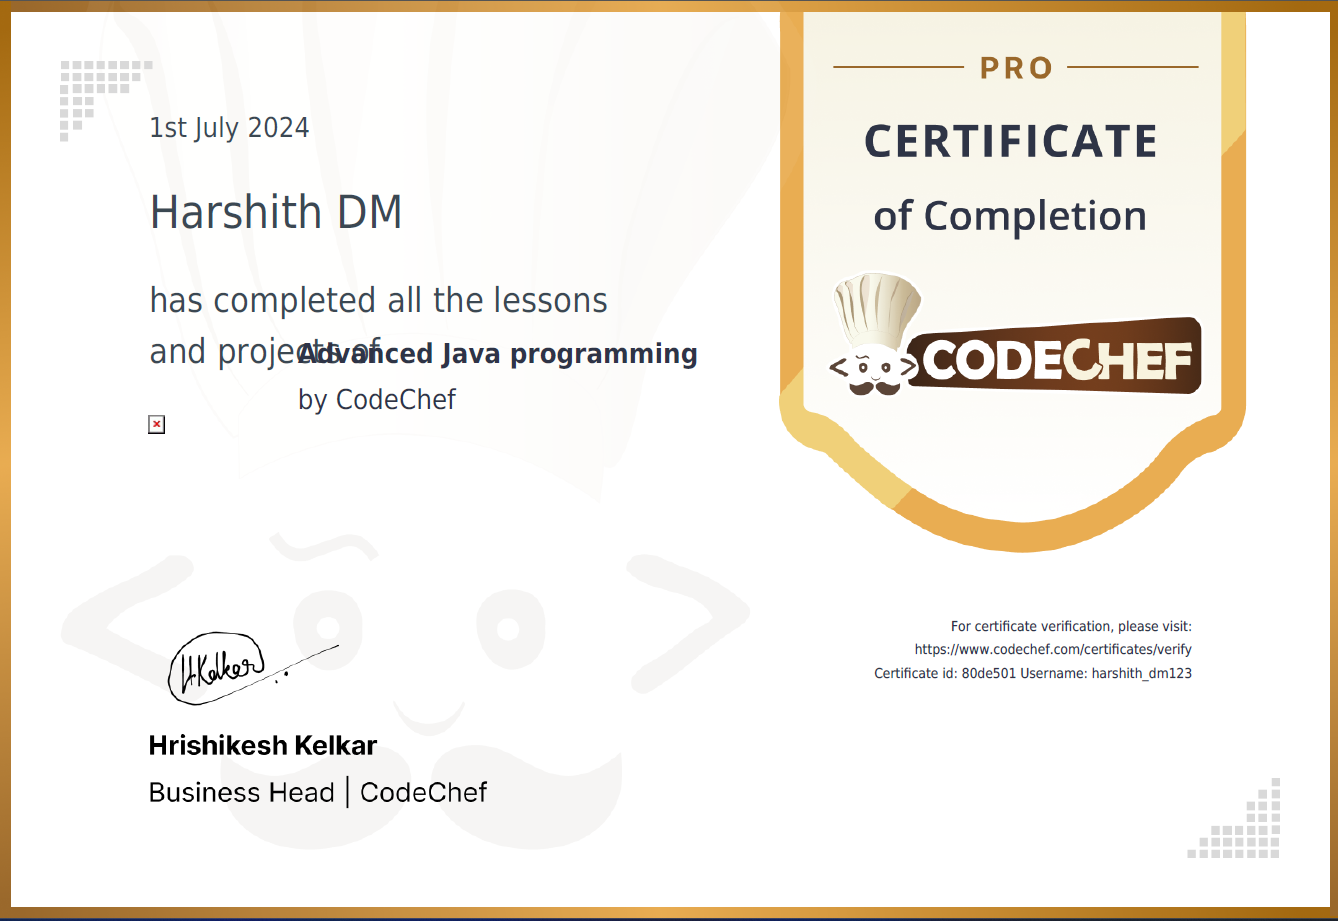 1st July 2024
Harshith DM
has completed all the lessons
and projects of
Advanced Java programming
by CodeChef
H.Kelkar
Hrishikesh Kelkar
Business Head | CodeChef
PRO
CERTIFICATE
of Completion
CODECHEF
For certificate verification, please visit:
https://www.codechef.com/certificates/verify
Certificate id: 80de501 Username: harshith_dm123